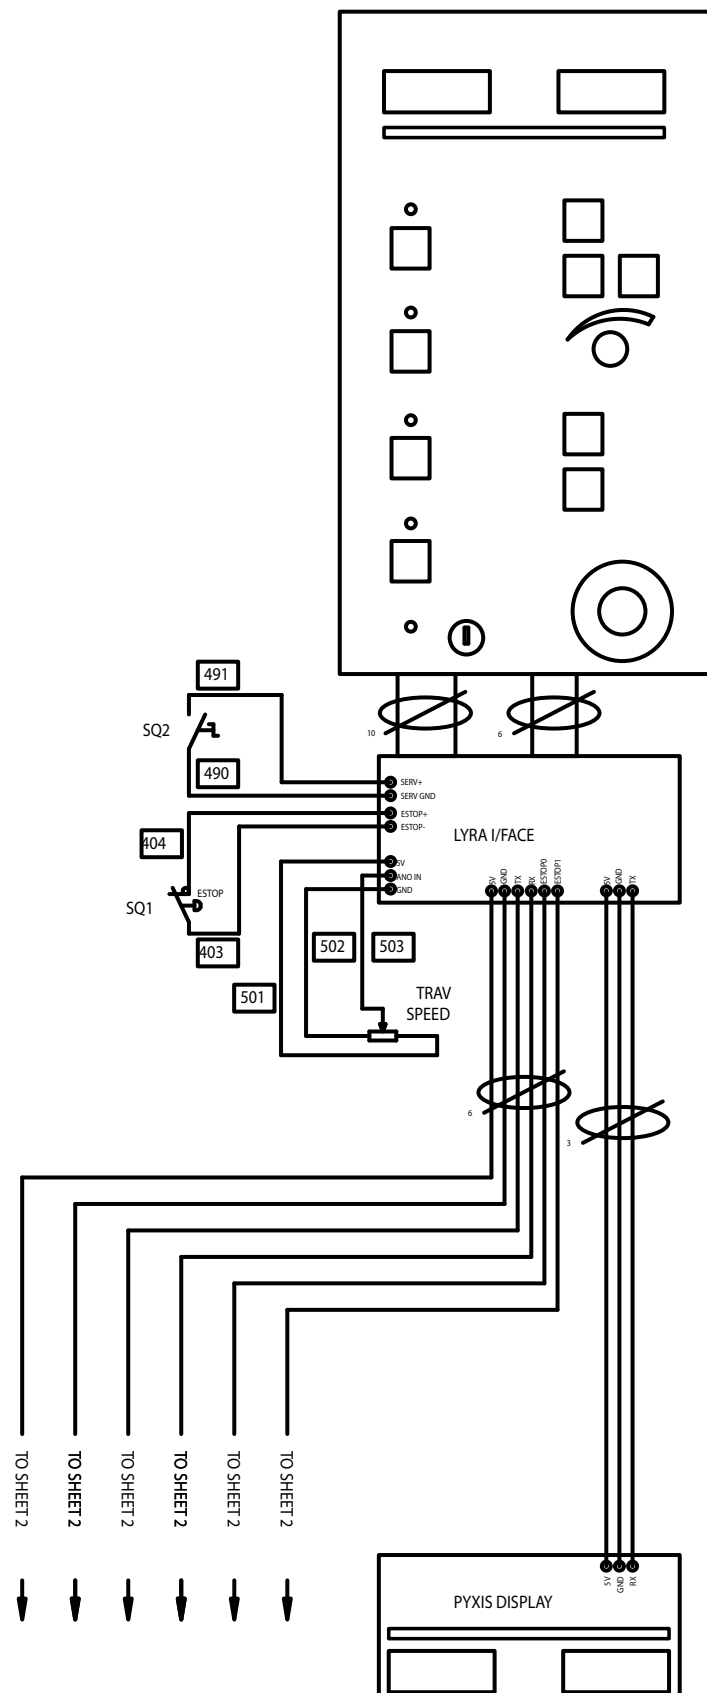 491
SQ2
10
6
490
SERV+
SERV GND
ESTOP+
ESTOP-
LYRA I/FACE
404
5V
ANO IN
GND
ESTOP
SQ1
5V
GND
TX
RX
ESTOP0
ESTOP1
5V
GND
TX
403
502
503
501
TRAV
SPEED
6
3
TO SHEET 2
TO SHEET 2
TO SHEET 2
TO SHEET 2
TO SHEET 2
TO SHEET 2
5V
GND
RX
PYXIS DISPLAY